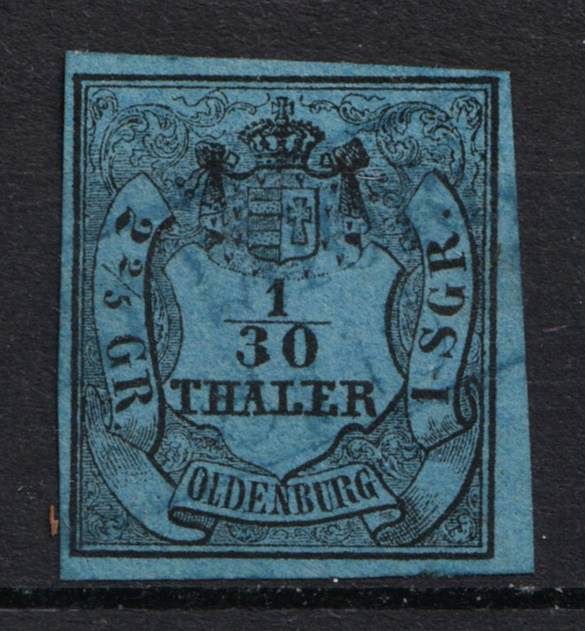 2 2/5 GR.
1
30
THALER
1 SGR.
OLDENBURG